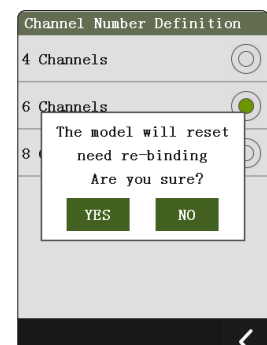 Channel Number Definition
4 Channels
6 Channels
8
The model will reset
need re-binding
Are you sure?
YES
NO